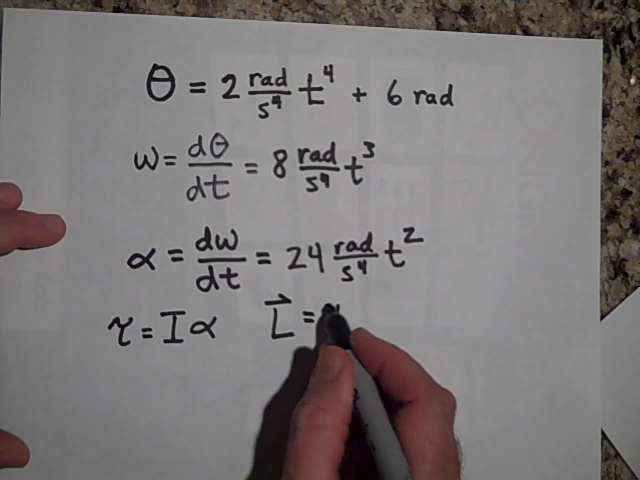 θ = 2 rad/s⁴ t⁴ + 6 rad
ω = dθ/dt = 8 rad/s⁴ t³
α = dω/dt = 24 rad/s⁴ t²
τ = Iα L⃗ =